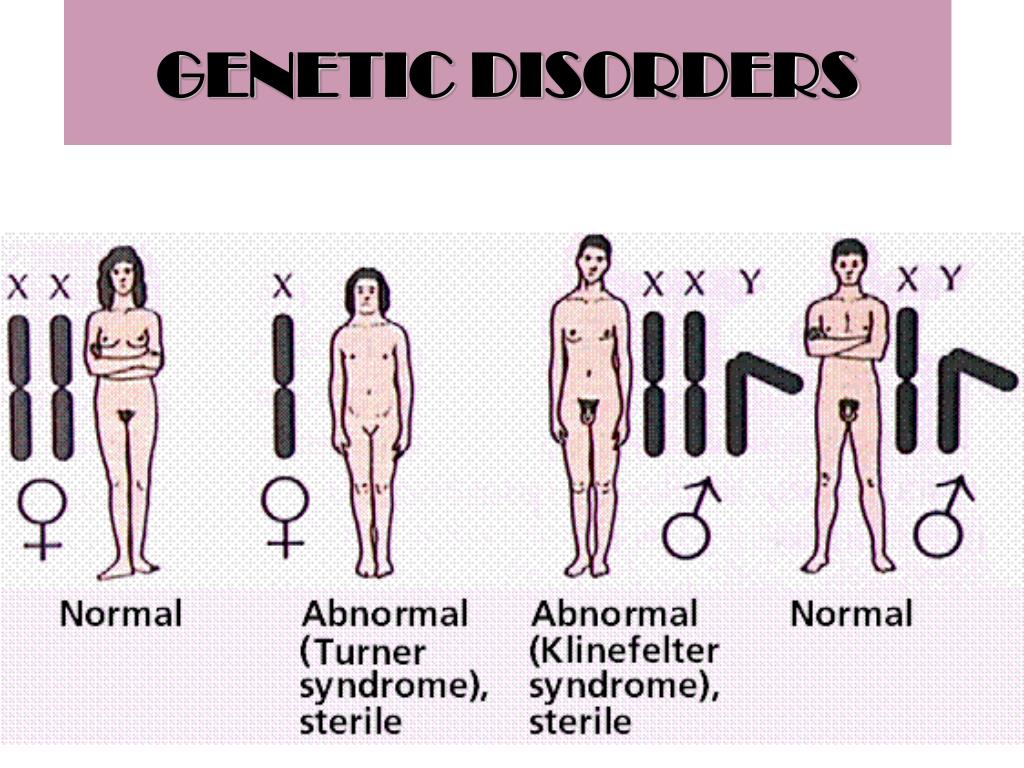 GENETIC DISORDERS
X X
X
X X Y
X Y
Normal
Abnormal
(Turner
syndrome),
sterile
Abnormal
(Klinefelter
syndrome),
sterile
Normal